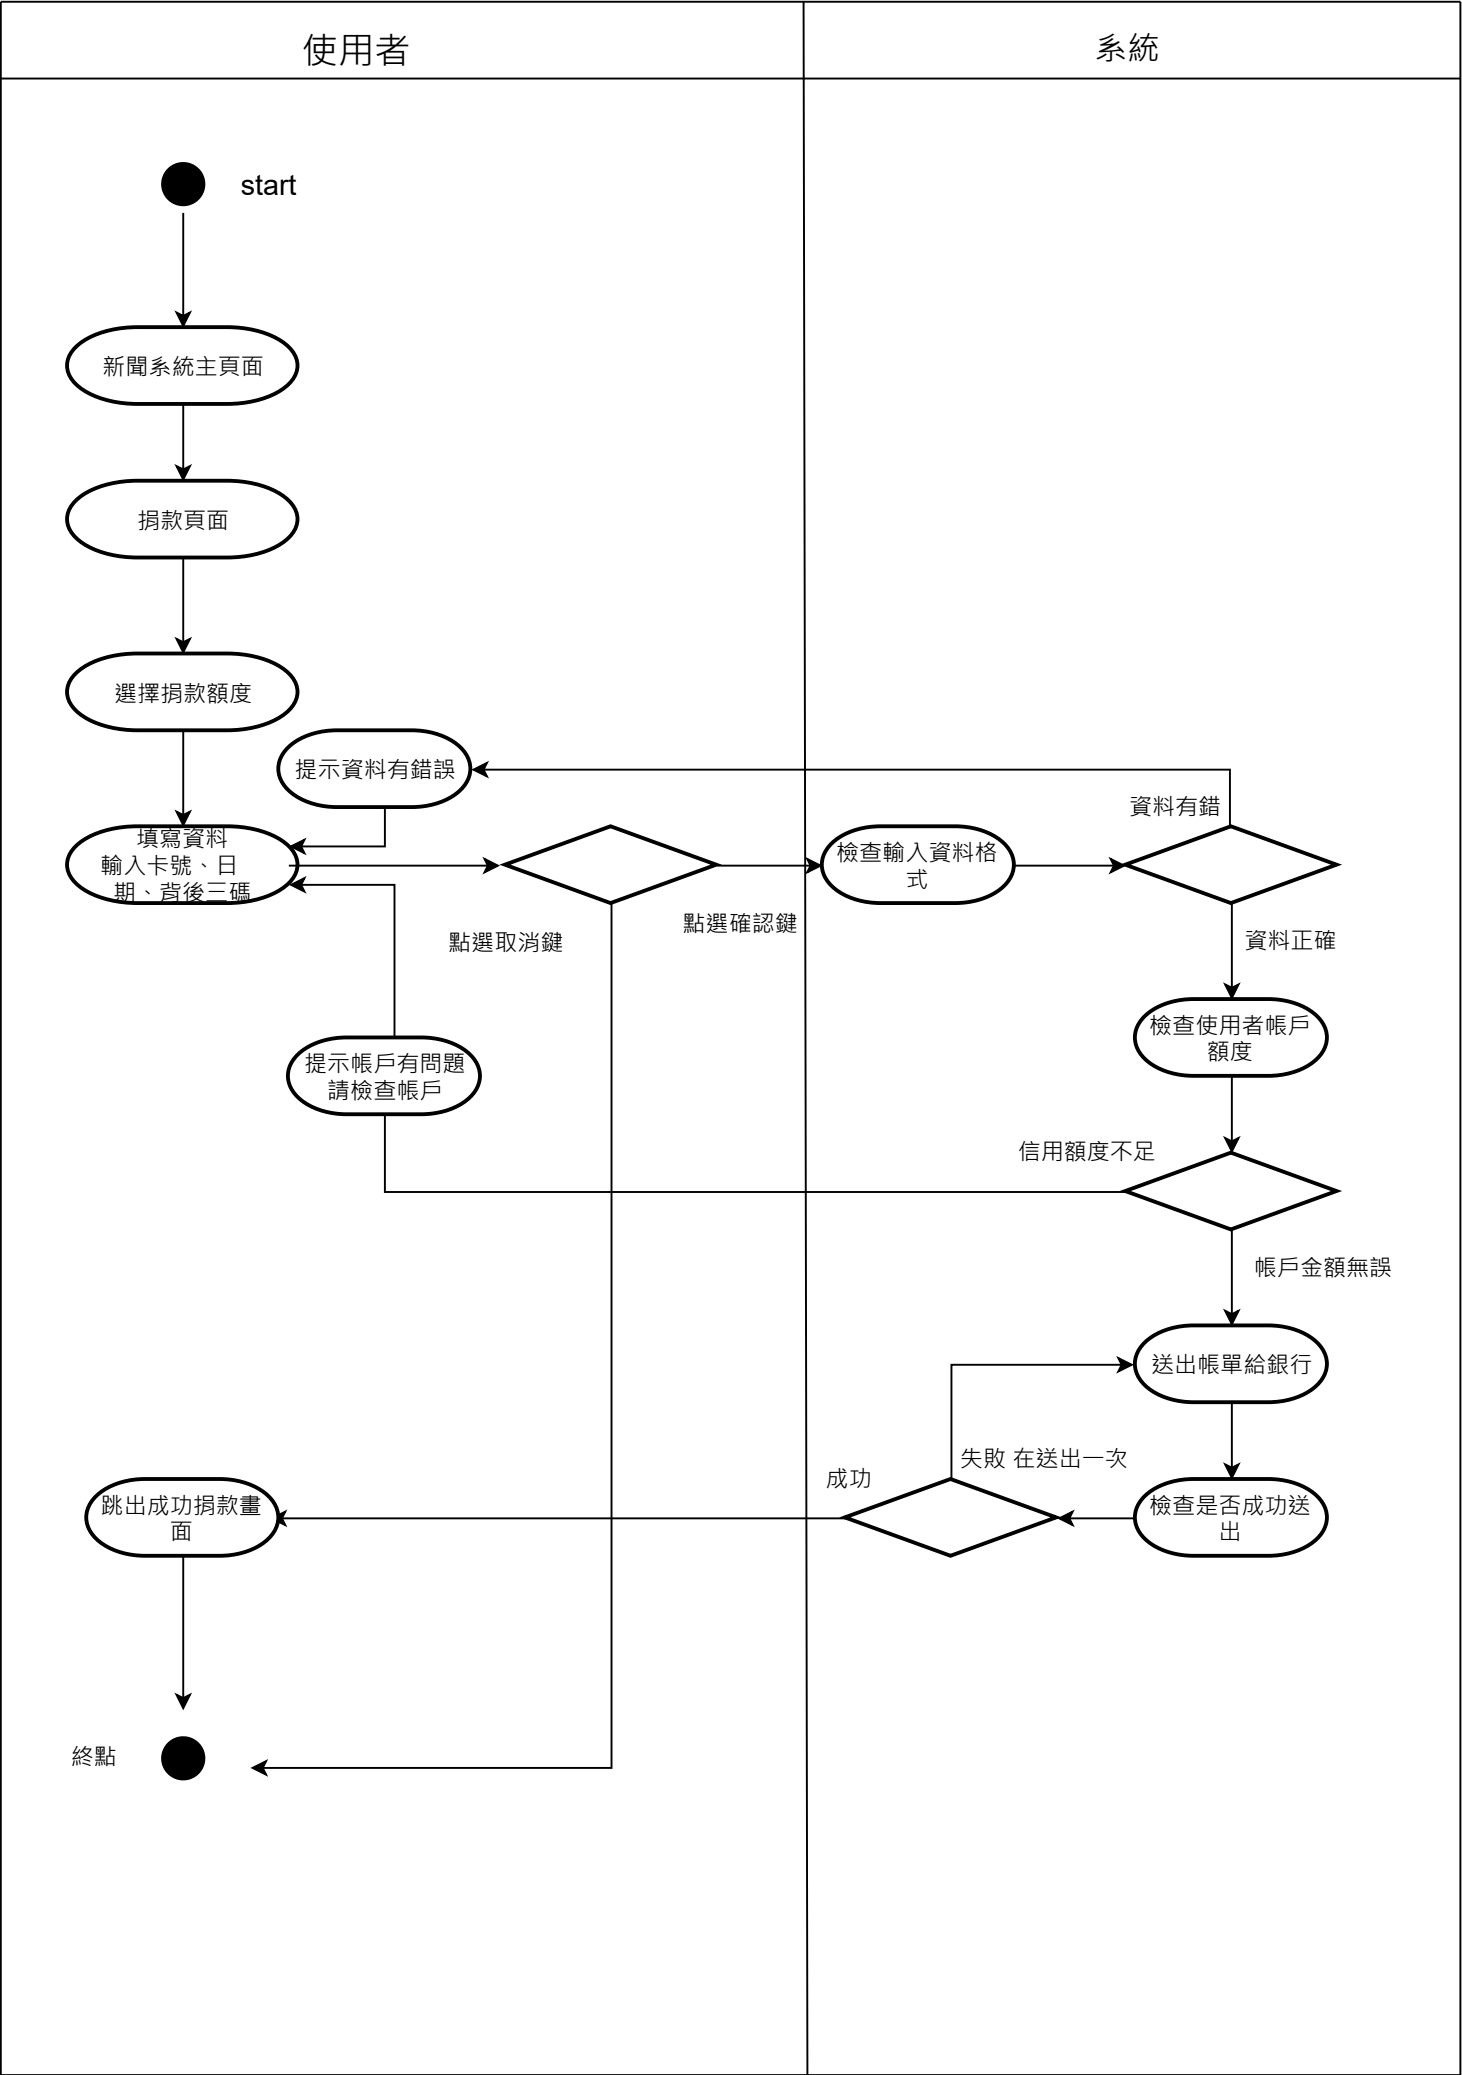 使用者
系統
start
新聞系統主頁面
捐款頁面
選擇捐款額度
提示資料有錯誤
資料有錯
填寫資料
輸入卡號、日
期、背後三碼
檢查輸入資料格
式
點選取消鍵
點選確認鍵
資料正確
檢查使用者帳戶
額度
提示帳戶有問題
請檢查帳戶
信用額度不足
帳戶金額無誤
送出帳單給銀行
失敗 在送出一次
成功
跳出成功捐款畫
面
檢查是否成功送
出
終點